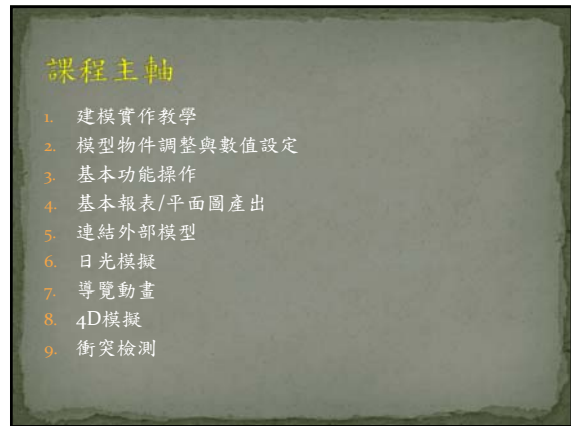 課程主軸
1. 建模實作教學
2. 模型物件調整與數值設定
3. 基本功能操作
4. 基本報表/平面圖產出
5. 連結外部模型
6. 日光模擬
7. 導覽動畫
8. 4D模擬
9. 衝突檢測